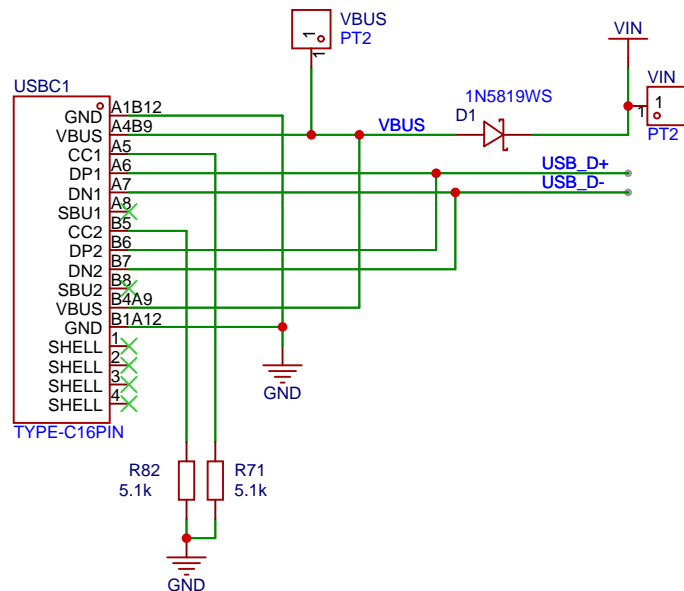 VBUS
PT2
1
1
VIN
VIN
1
1
PT2
USBC1
1N5819WS
D1
VBUS
USB_D+
USB_D-
GND A1B12
VBUS A4B9
CC1 A5
DP1 A6
DN1 A7
SBU1 A8
CC2 B5
DP2 B6
DN2 B7
SBU2 B8
VBUS B4A9
GND B1A12
SHELL 1
SHELL 2
SHELL 3
SHELL 4
TYPE-C16PIN
GND
R82
5.1k
R71
5.1k
GND